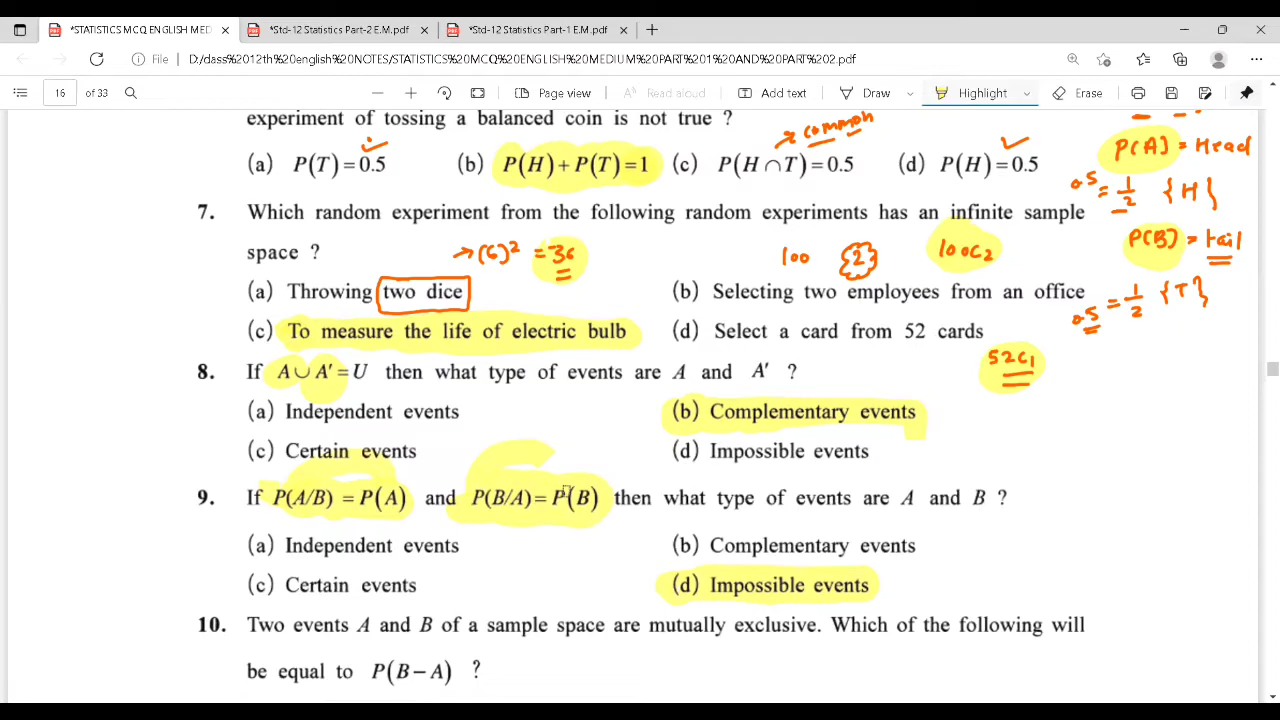 *STATISTICS MCQ ENGLISH MED
*Std-12 Statistics Part-2 E.M.pdf
*Std-12 Statistics Part-1 E.M.pdf
File
D:/class%2012th%20english%20NOTES/STATISTICS%20MCQ%20ENGLISH%20MEDIUM%20PART%201%20AND%20PART%202.pdf
16 of 33
Page view
Read aloud
Add text
Draw
Highlight
Erase
experiment of tossing a balanced coin is not true ?
common
P(A) = Head
(a) P(T)=0.5 (b) P(H)+P(T)=1 (c) P(H∩T)=0.5 (d) P(H)=0.5
0.5 = 1/2 {H}
7. Which random experiment from the following random experiments has an infinite sample
space ?
→(6)² = 36
100 {2} 100C2
P(B) = tail
(a) Throwing two dice (b) Selecting two employees from an office
0.5 = 1/2 {T}
(c) To measure the life of electric bulb (d) Select a card from 52 cards
52C1
8. If A∪A'=U then what type of events are A and A' ?
(a) Independent events (b) Complementary events
(c) Certain events (d) Impossible events
9. If P(A/B) = P(A) and P(B/A)= P(B) then what type of events are A and B ?
(a) Independent events (b) Complementary events
(c) Certain events (d) Impossible events
10. Two events A and B of a sample space are mutually exclusive. Which of the following will
be equal to P(B−A) ?